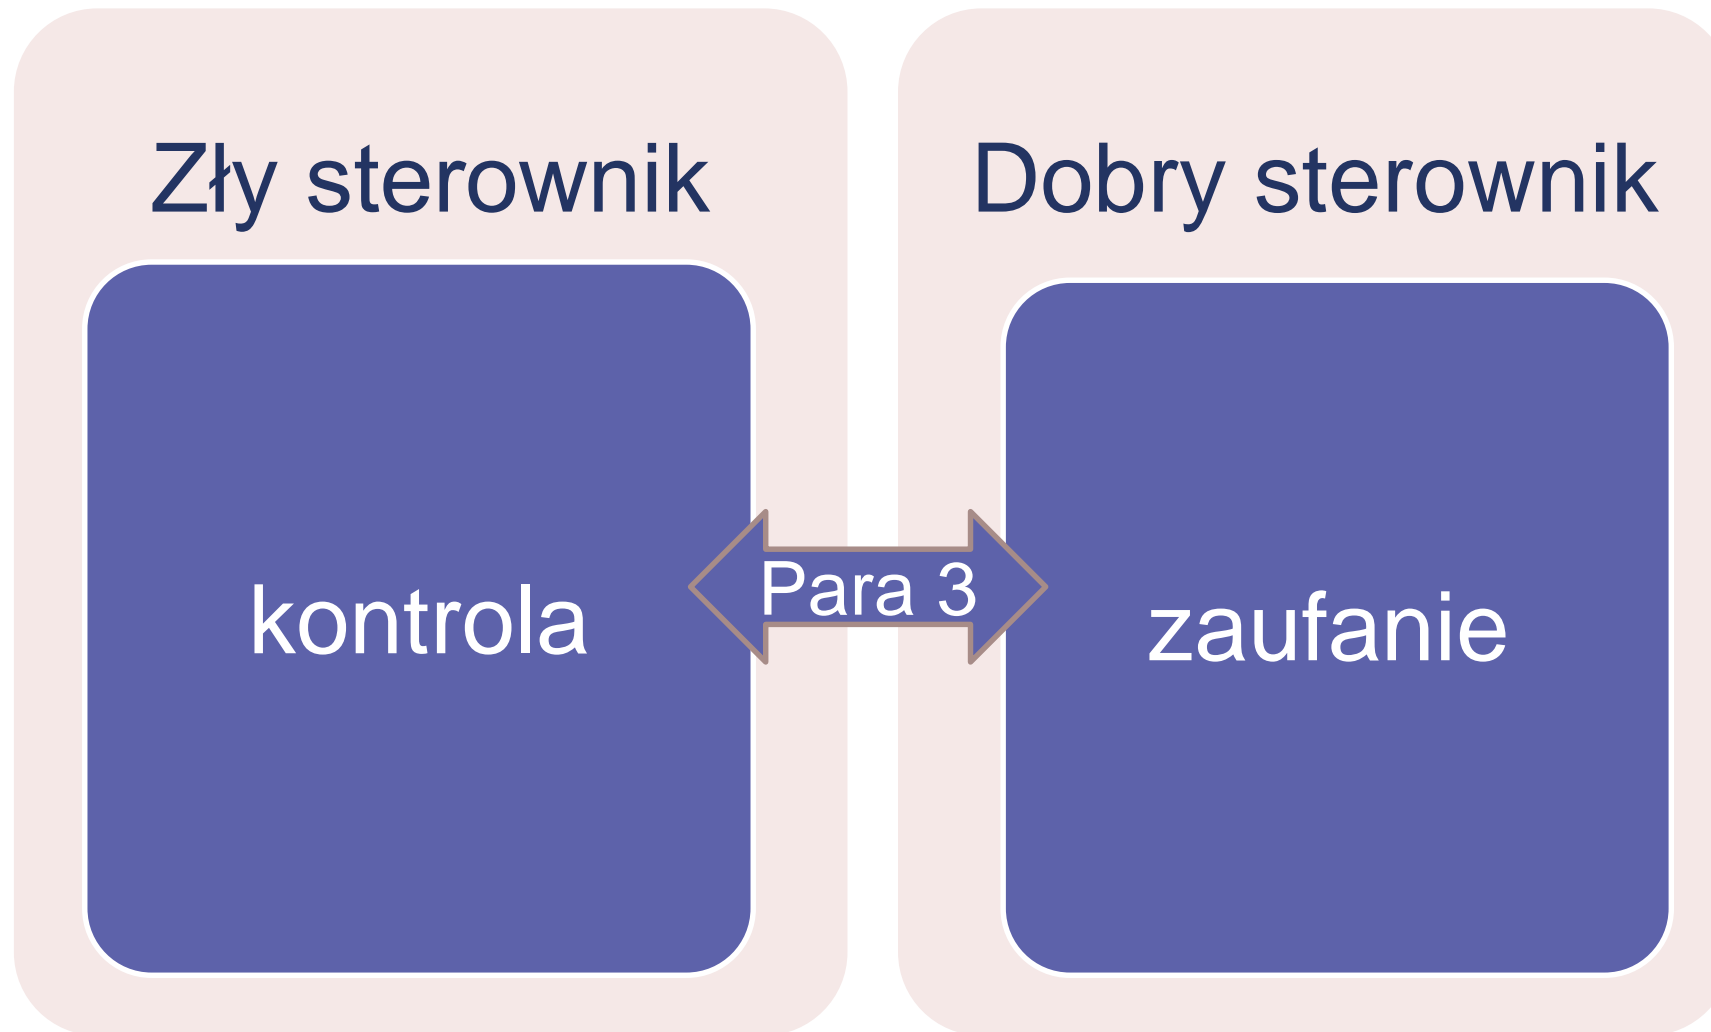 Zły sterownik
kontrola
Para 3
Dobry sterownik
zaufanie